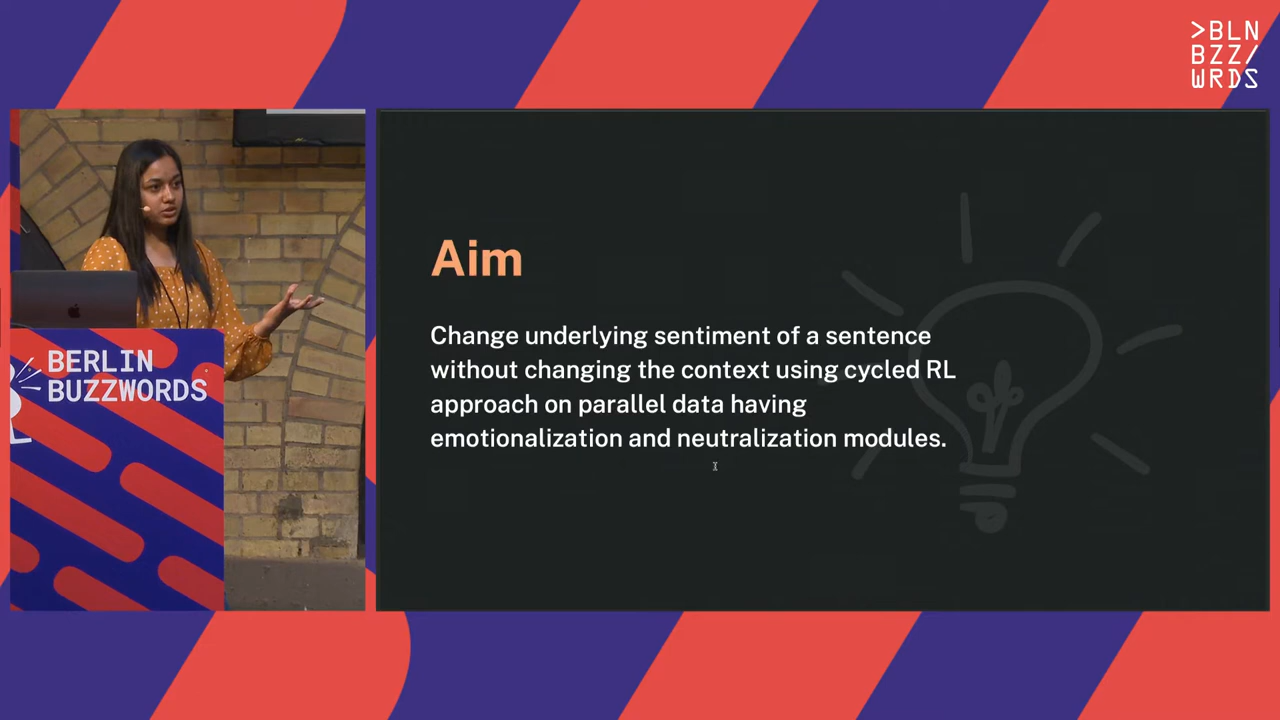 >BLN
BZZ/
WRDS
Aim
Change underlying sentiment of a sentence
without changing the context using cycled RL
approach on parallel data having
emotionalization and neutralization modules.
BERLIN
BUZZWORDS